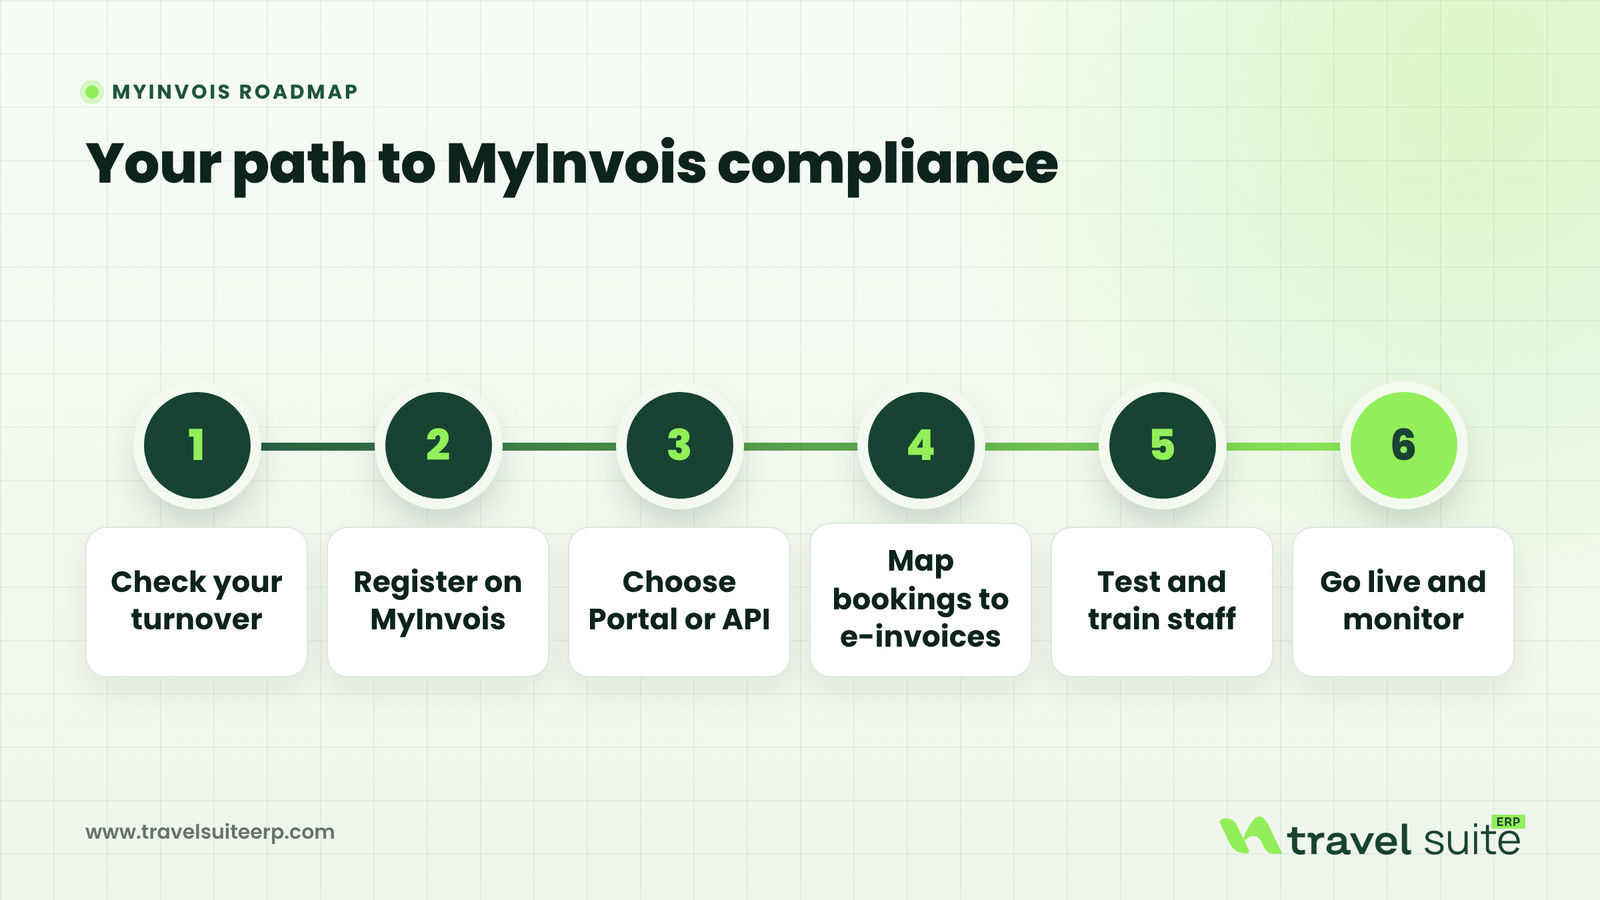 MYINVOIS ROADMAP
Your path to MyInvois compliance
1
2
3
4
5
6
Check your
turnover
Register on
MyInvois
Choose
Portal or API
Map
bookings to
e-invoices
Test and
train staff
Go live and
monitor
www.travelsuiteerp.com
travel suite ERP